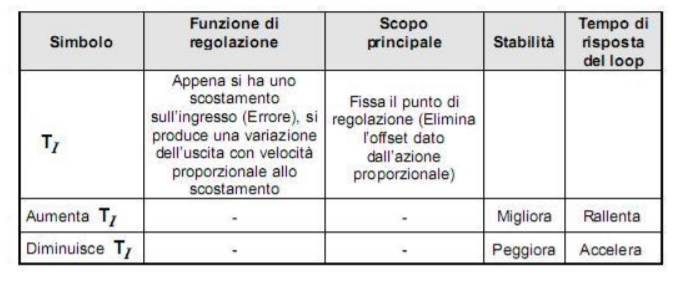 Simbolo
Funzione di
regolazione
Scopo
principale
Stabilità
Tempo di
risposta
del loop
T_I
Appena si ha uno
scostamento
sull'ingresso (Errore), si
produce una variazione
dell'uscita con velocità
proporzionale allo
scostamento
Fissa il punto di
regolazione (Elimina
l'offset dato
dall'azione
proporzionale)
Aumenta T_I
-
-
Migliora
Rallenta
Diminuisce T_I
-
-
Peggiora
Accelera